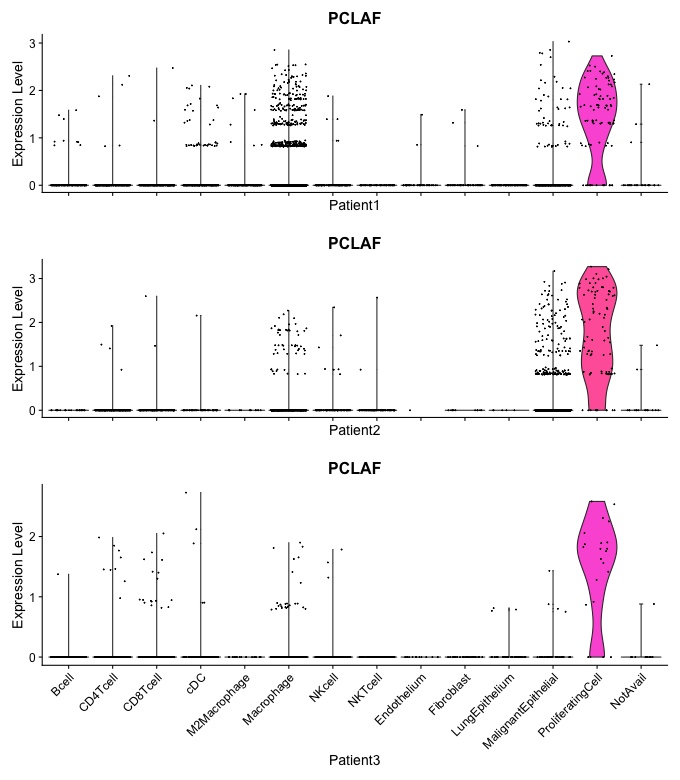 PCLAF
Expression Level
3
2
1
0
Patient1
PCLAF
Expression Level
3
2
1
0
Patient2
PCLAF
Expression Level
2
1
0
Bcell
CD4Tcell
CD8Tcell
cDC
M2Macrophage
Macrophage
NKcell
NKTcell
Endothelium
Fibroblast
LungEpithelium
MalignantEpithelial
ProliferatingCell
NotAvail
Patient3